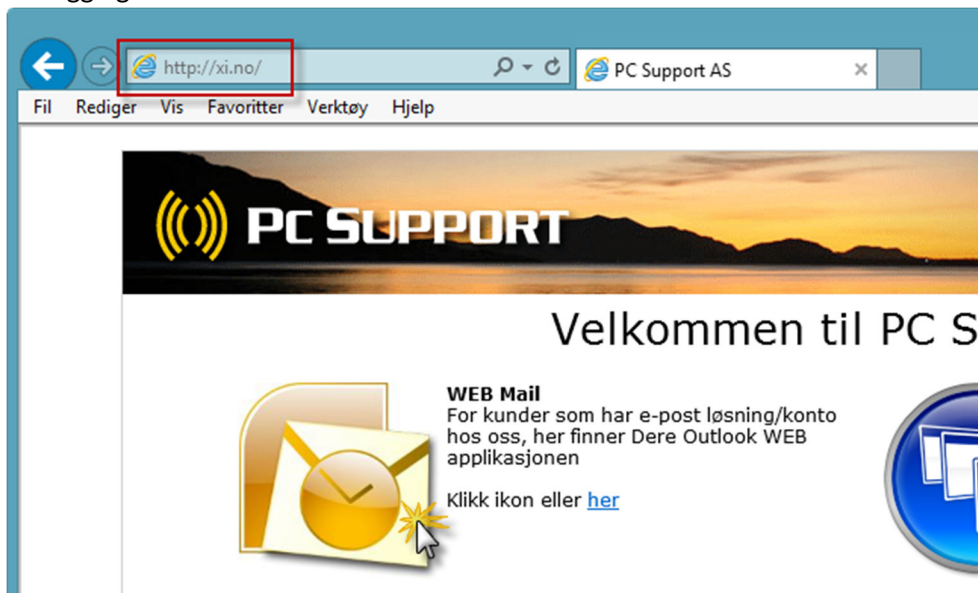 http://xi.no/
PC Support AS
Fil Rediger Vis Favoritter Verktøy Hjelp
PC SUPPORT
Velkommen til PC S
WEB Mail
For kunder som har e-post løsning/konto
hos oss, her finner Dere Outlook WEB
applikasjonen
Klikk ikon eller her